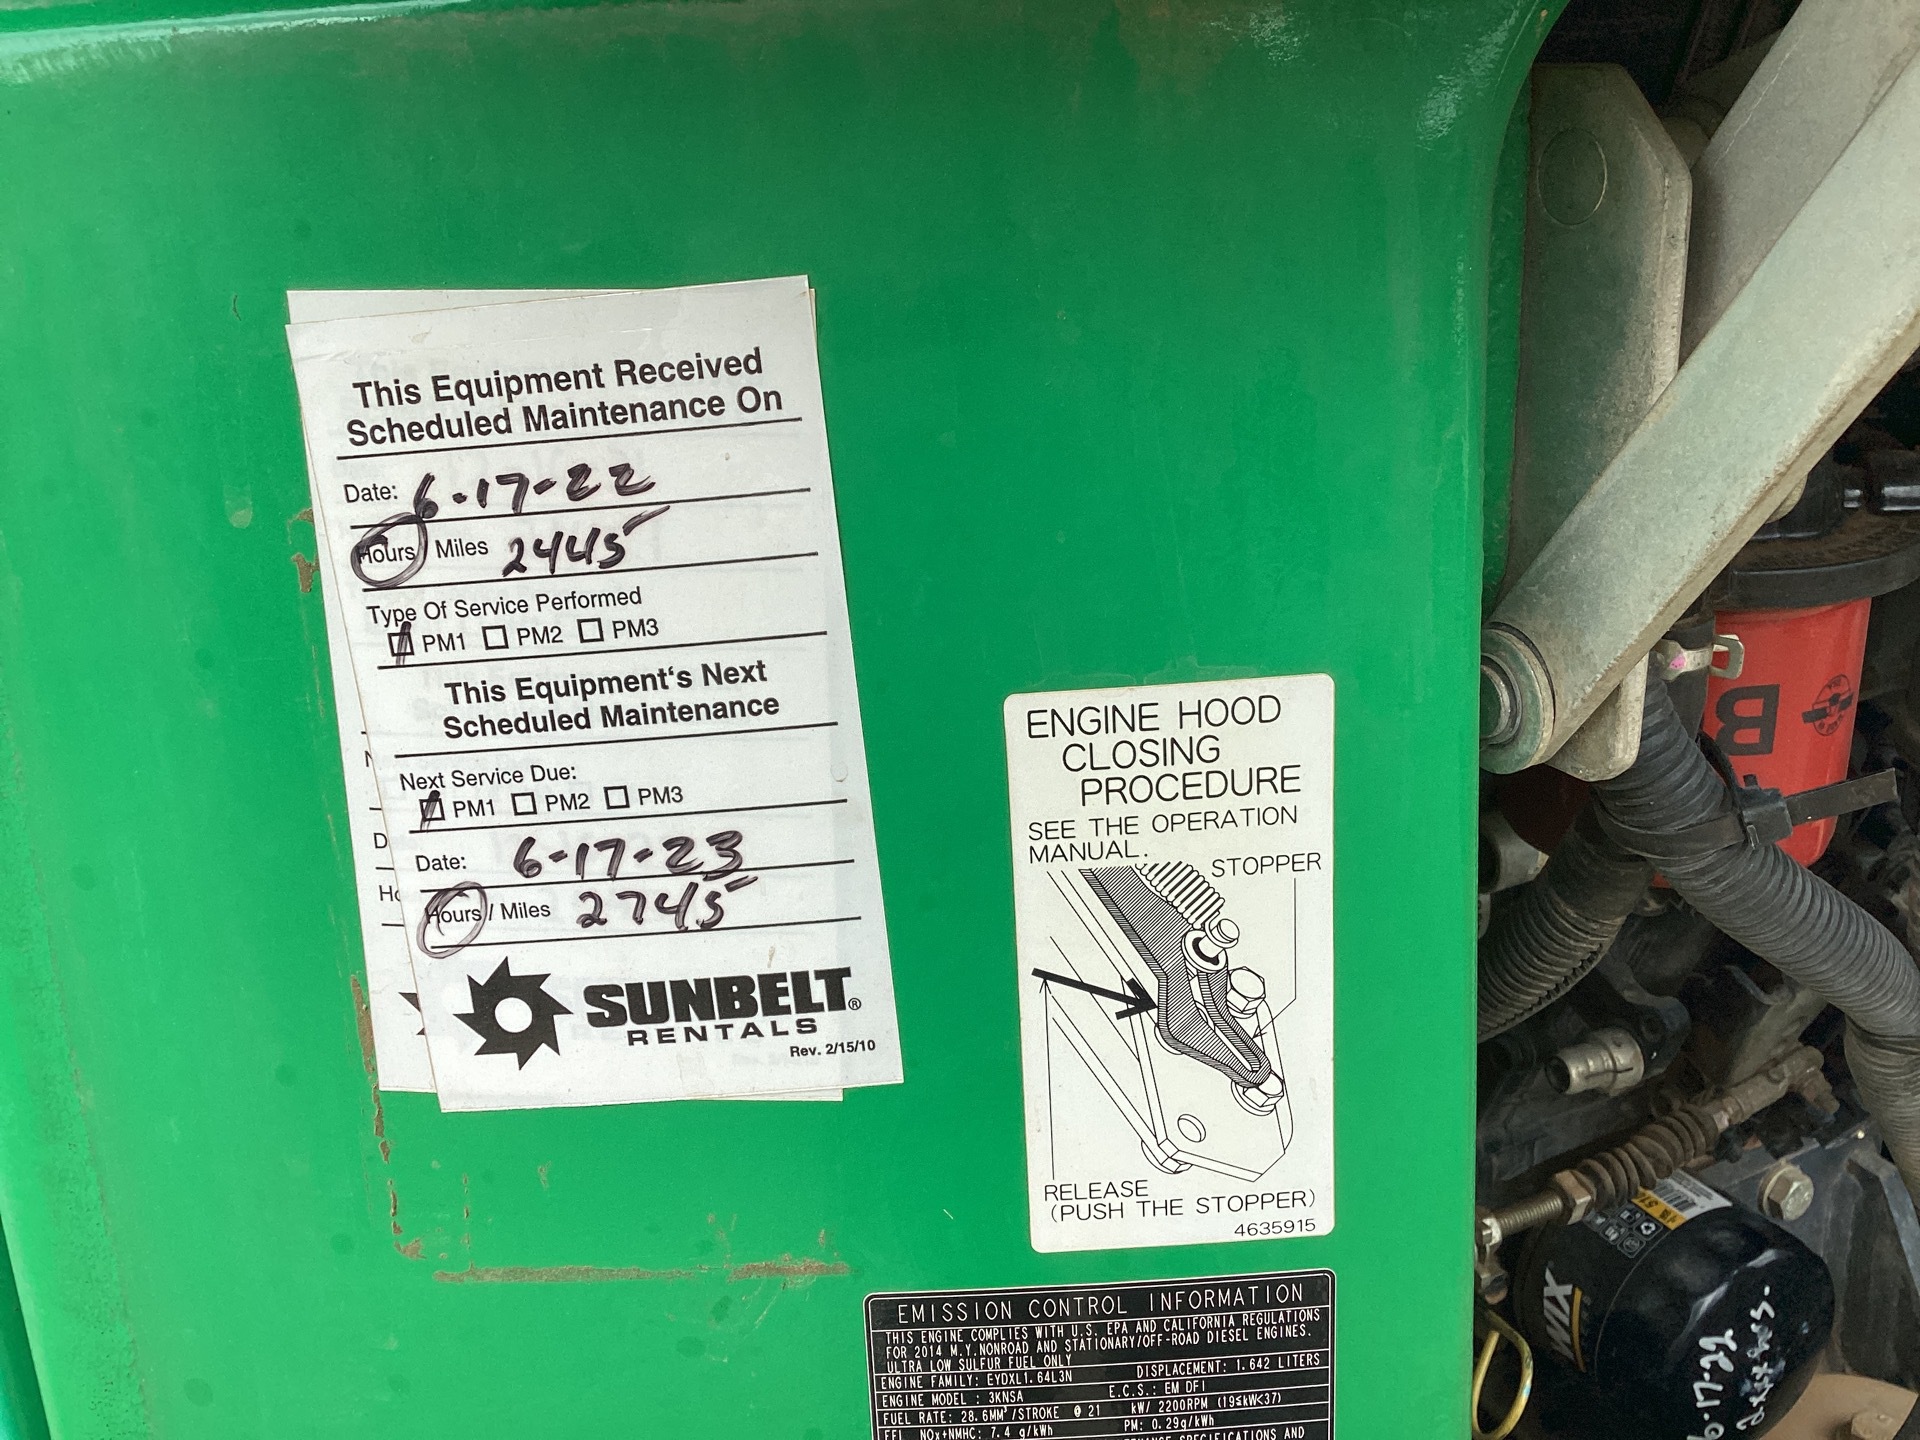 This Equipment Received
Scheduled Maintenance On
Date: 6-17-22
Hours / Miles 2445
Type Of Service Performed
PM1 PM2 PM3
This Equipment's Next
Scheduled Maintenance
Next Service Due:
PM1 PM2 PM3
Date: 6-17-23
Hours / Miles 2745
SUNBELT®
RENTALS
Rev. 2/15/10
ENGINE HOOD
CLOSING
PROCEDURE
SEE THE OPERATION
MANUAL.
STOPPER
RELEASE
(PUSH THE STOPPER)
4635915
EMISSION CONTROL INFORMATION
THIS ENGINE COMPLIES WITH U.S. EPA AND CALIFORNIA REGULATIONS
FOR 2014 M.Y. NONROAD AND STATIONARY/OFF-ROAD DIESEL ENGINES.
ULTRA LOW SULFUR FUEL ONLY
ENGINE FAMILY: EYDXL1.64L3N DISPLACEMENT: 1.642 LITERS
ENGINE MODEL : 3KNSA E.C.S.: EM DFI
FUEL RATE: 28.6MM³/STROKE @ 21 kW/ 2200RPM (19≤kW<37)
FEL NOx+NMHC: 7.4 g/kWh PM: 0.29g/kWh
SPECIFICATIONS AND
B
WIX